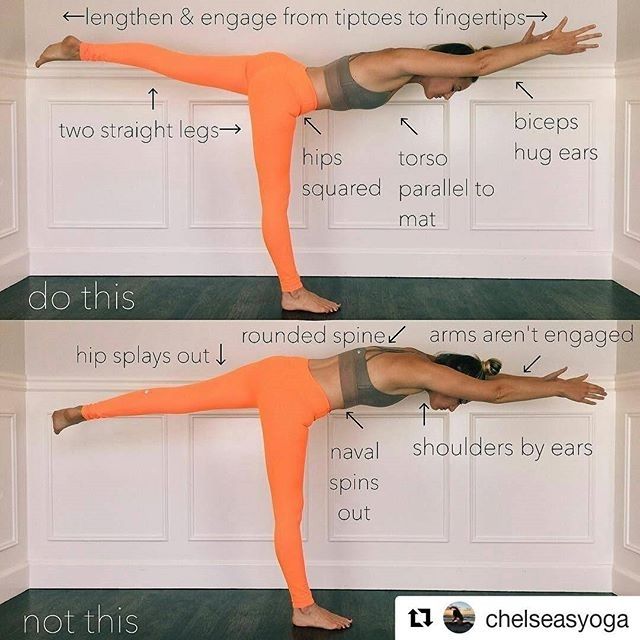 ←lengthen & engage from tiptoes to fingertips→
two straight legs→
hips
squared
torso
parallel to
mat
biceps
hug ears
do this
rounded spine
arms aren't engaged
hip splays out
naval
spins
out
shoulders by ears
not this
chelseasyoga